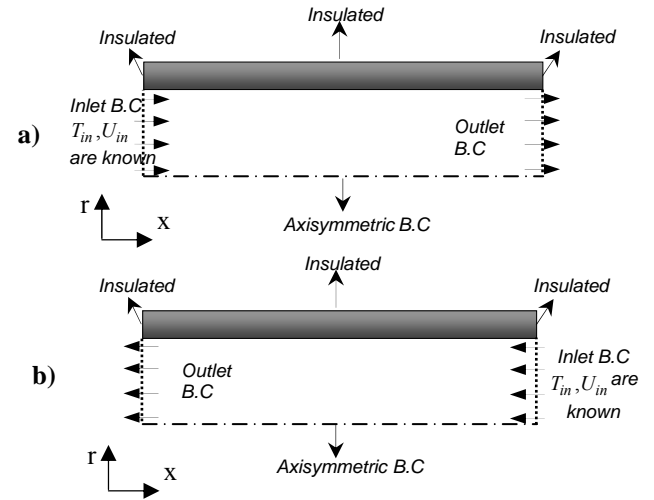 Insulated
Insulated
Insulated
a)
Inlet B.C
T_in, U_in
are known
Outlet
B.C
r
x
Axisymmetric B.C
Insulated
Insulated
Insulated
b)
Outlet
B.C
Inlet B.C
T_in, U_in are
known
r
x
Axisymmetric B.C